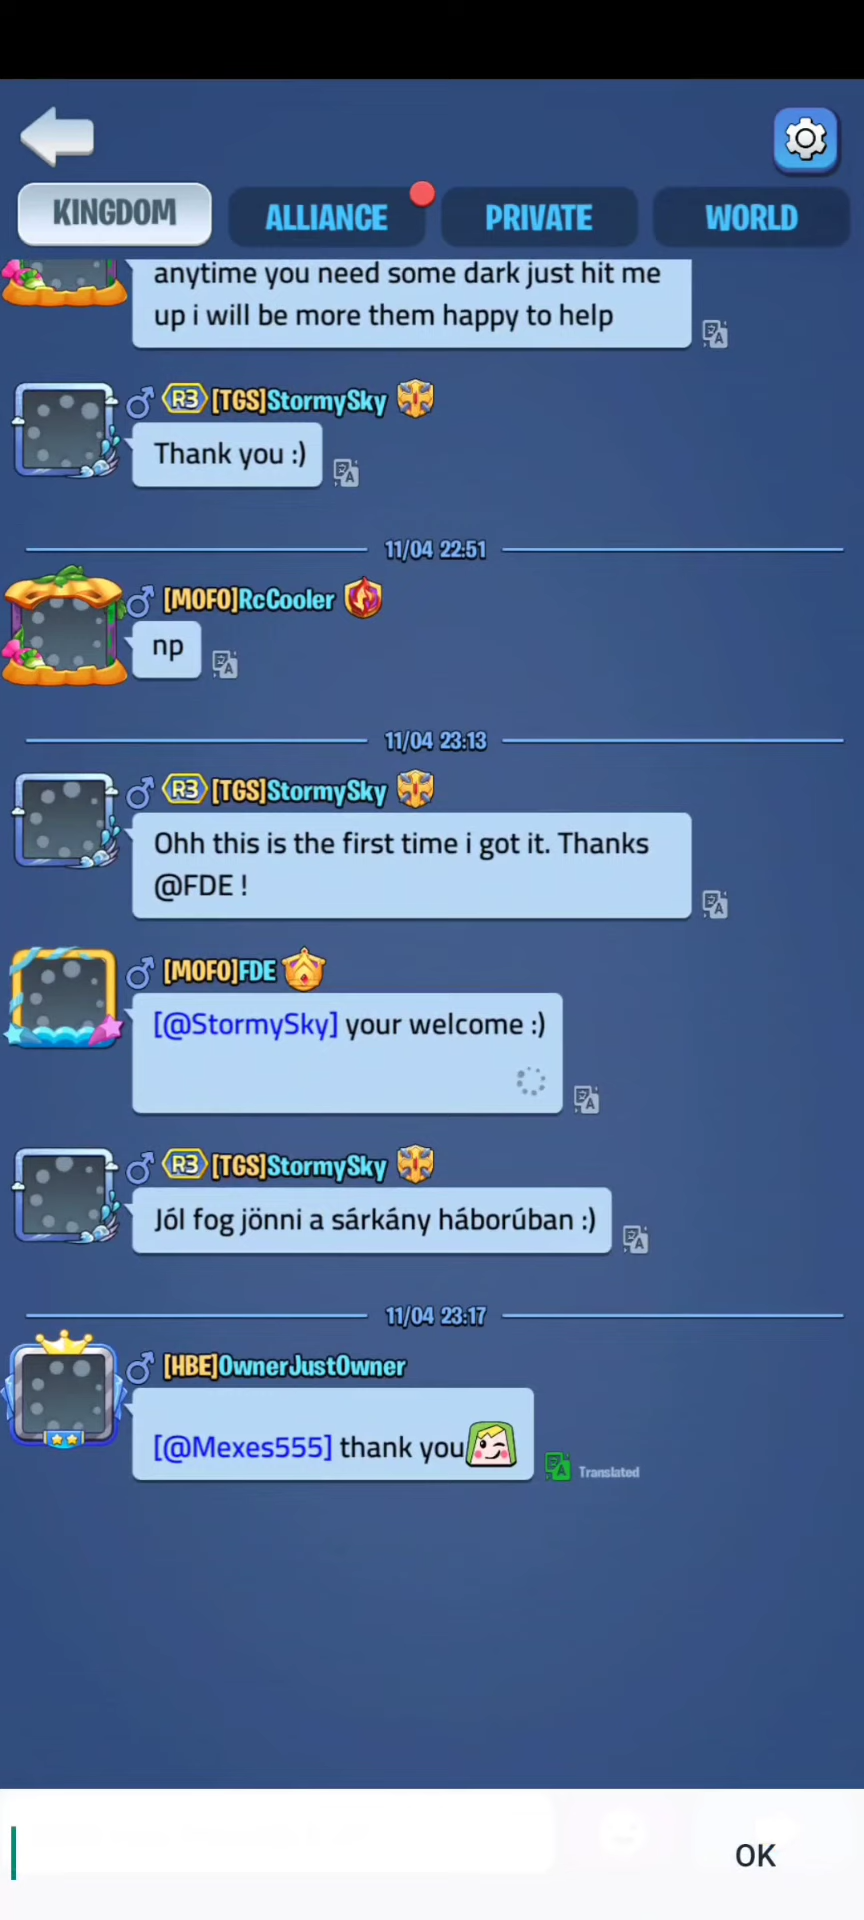 KINGDOM
ALLIANCE
PRIVATE
WORLD
anytime you need some dark just hit me
up i will be more them happy to help
R3 [TGS]StormySky
Thank you :)
11/04 22:51
[MOFO]RcCooler
np
11/04 23:13
R3 [TGS]StormySky
Ohh this is the first time i got it. Thanks
@FDE !
[MOFO]FDE
[@StormySky] your welcome :)
R3 [TGS]StormySky
Jól fog jönni a sárkány háborúban :)
11/04 23:17
[HBE]OwnerJustOwner
[@Mexes555] thank you
Translated
OK